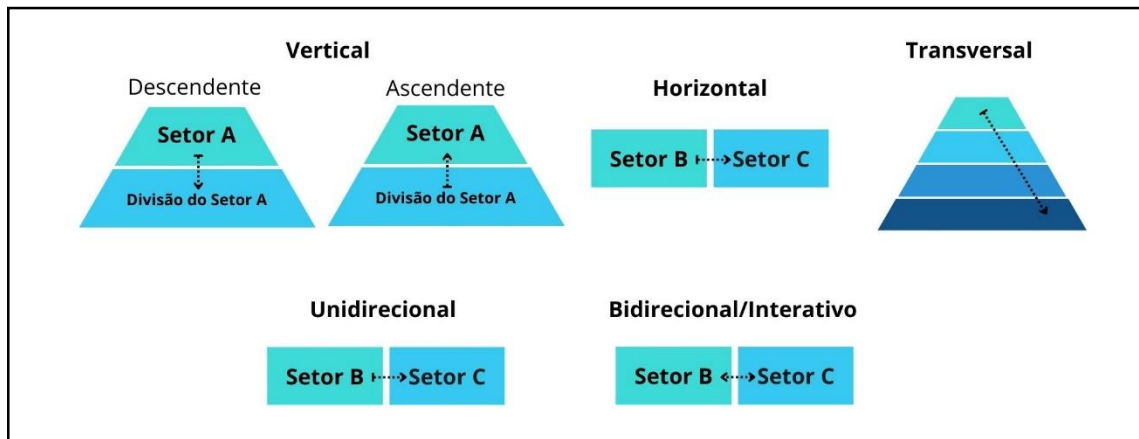 Vertical
Descendente
Setor A
Divisão do Setor A
Ascendente
Setor A
Divisão do Setor A
Horizontal
Setor B
Setor C
Transversal
Unidirecional
Setor B
Setor C
Bidirecional/Interativo
Setor B
Setor C